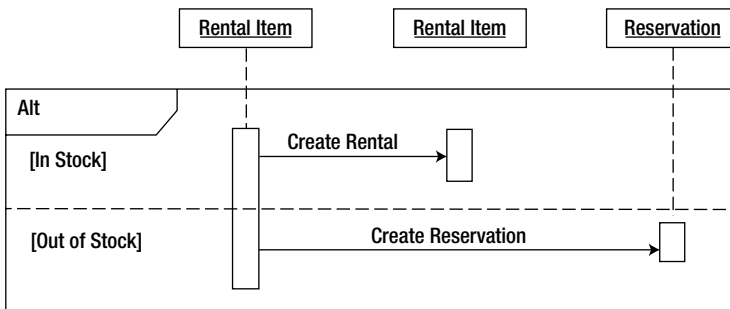 Rental Item
Rental Item
Reservation
Alt
Create Rental
[In Stock]
Create Reservation
[Out of Stock]